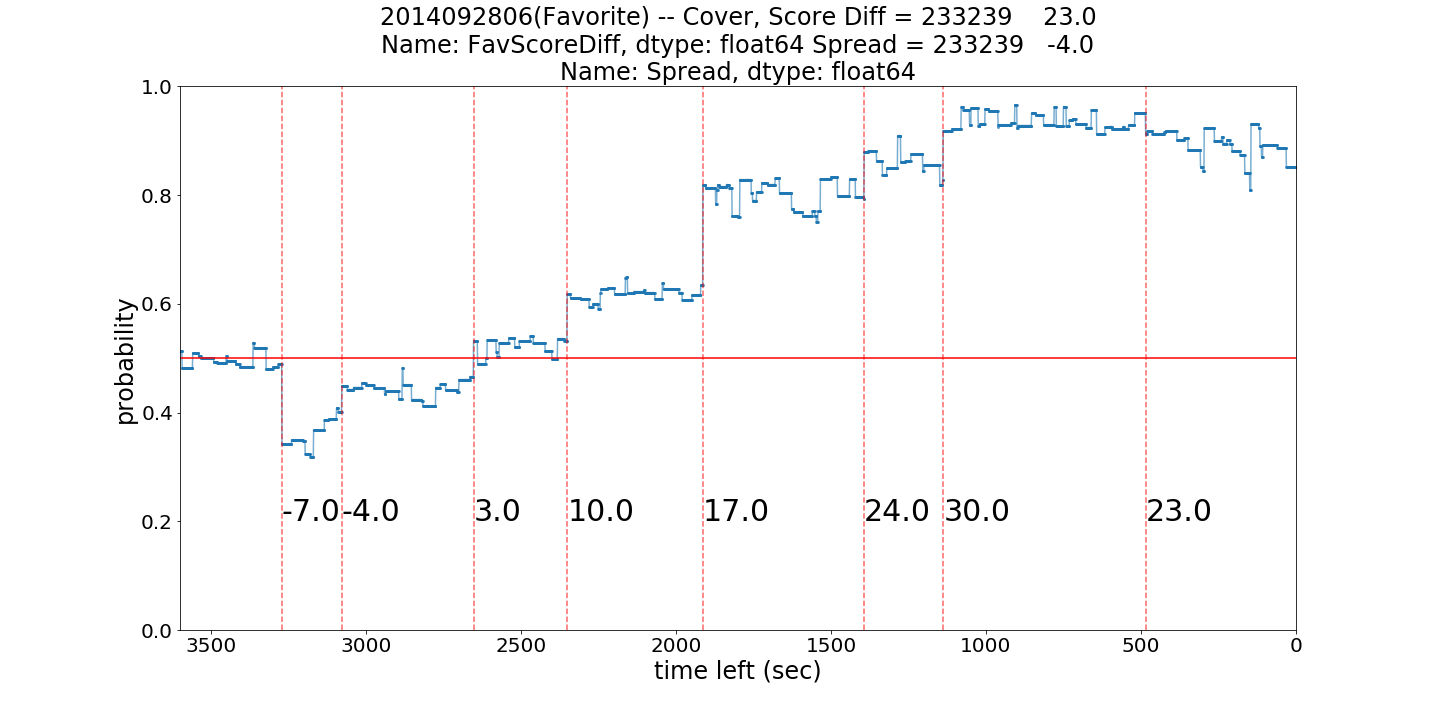 2014092806(Favorite) -- Cover, Score Diff = 233239    23.0
Name: FavScoreDiff, dtype: float64 Spread = 233239   -4.0
Name: Spread, dtype: float64
1.0
0.8
0.6
0.4
0.2
0.0
probability
-7.0 -4.0 3.0 10.0 17.0 24.0 30.0 23.0
3500 3000 2500 2000 1500 1000 500 0
time left (sec)